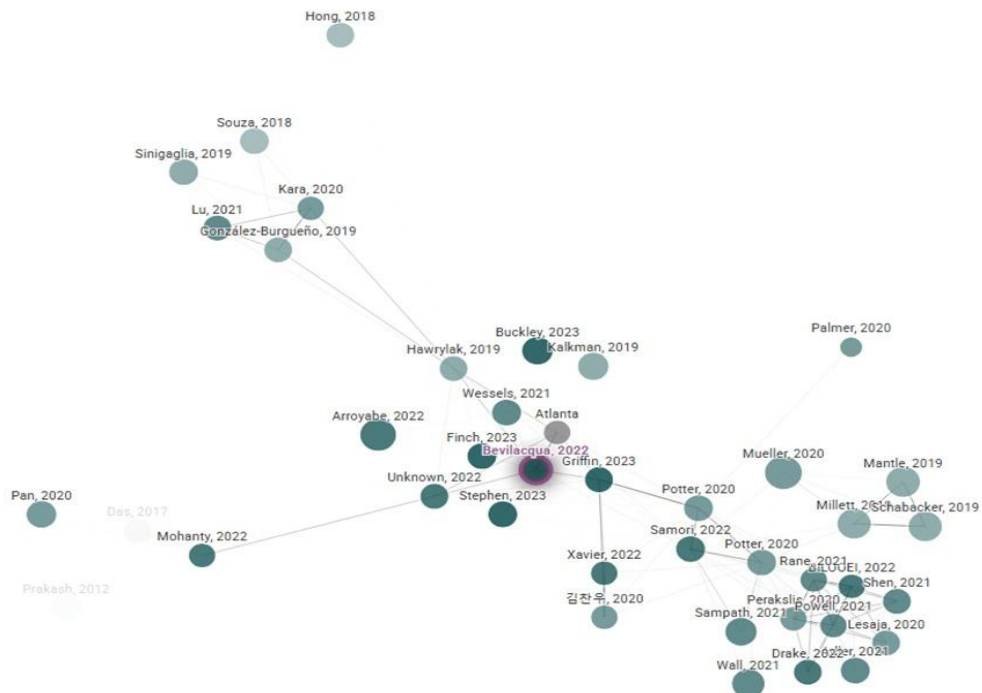 Hong, 2018
Souza, 2018
Sinigaglia, 2019
Kara, 2020
Lu, 2021
González-Burgueño, 2019
Palmer, 2020
Buckley, 2023
Hawrylak, 2019
Kalkman, 2019
Wessels, 2021
Arroyabe, 2022
Atlanta
Finch, 2023
Bevilacqua, 2022
Griffin, 2023
Mueller, 2020
Mantle, 2019
Unknown, 2022
Pan, 2020
Stephen, 2023
Potter, 2020
Millett,
Schabacker, 2019
Das, 2017
Mohanty, 2022
Samori, 2022
Xavier, 2022
Potter, 2020
Rane, 2021
2022
Shen, 2021
Prakash, 2012
김찬우, 2020
Sampath, 2021
Perakslis, 2020
Powell, 2021
Lesaja, 2020
Wall, 2021
Drake, 2022
2021